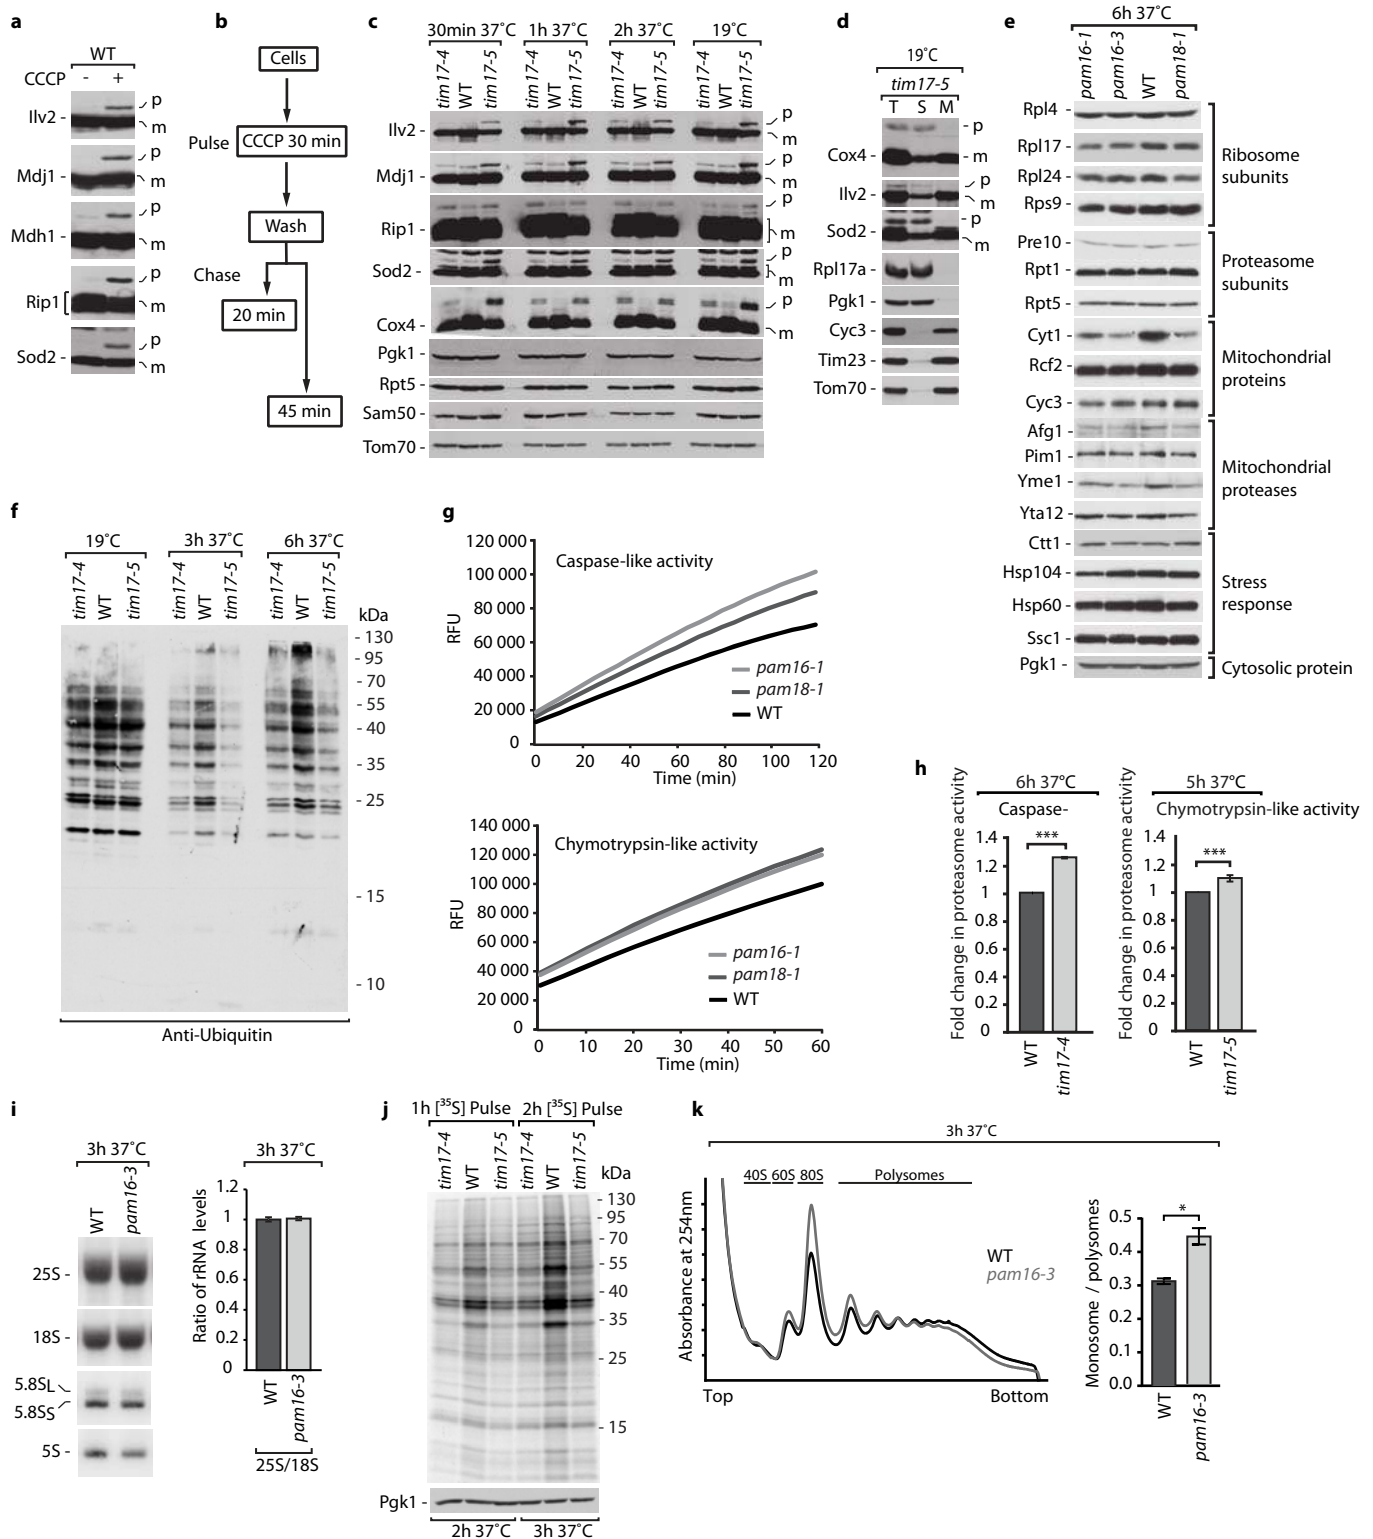 a
WT
CCCP - +
Ilv2 - p m
Mdj1 - p m
Mdh1 - p m
Rip1 p m
Sod2 - p m
b
Cells
Pulse
CCCP 30 min
Wash
Chase
20 min
45 min
c
30min 37˚C 1h 37˚C 2h 37˚C 19˚C
tim17-4 WT tim17-5 tim17-4 WT tim17-5 tim17-4 WT tim17-5 tim17-4 WT tim17-5
Ilv2 - p m
Mdj1 - p m
Rip1 - p m
Sod2 - p m
Cox4 - p m
Pgk1 -
Rpt5 -
Sam50 -
Tom70 -
d
19˚C
tim17-5
T S M
Cox4 - - p - m
Ilv2 - p m
Sod2 - - p m
Rpl17a -
Pgk1 -
Cyc3 -
Tim23 -
Tom70 -
e
6h 37˚C
pam16-1 pam16-3 WT pam18-1
Rpl4 -
Rpl17 -
Rpl24 -
Rps9 -
Ribosome
subunits
Pre10 -
Rpt1 -
Rpt5 -
Proteasome
subunits
Cyt1 -
Rcf2 -
Cyc3 -
Mitochondrial
proteins
Afg1 -
Pim1 -
Yme1 -
Yta12 -
Mitochondrial
proteases
Ctt1 -
Hsp104 -
Hsp60 -
Ssc1 -
Stress
response
Pgk1 -
Cytosolic protein
f
19˚C 3h 37˚C 6h 37˚C
tim17-4 WT tim17-5 tim17-4 WT tim17-5 tim17-4 WT tim17-5
kDa
- 130
- 95
- 70
- 55
- 40
- 35
- 25
- 15
- 10
Anti-Ubiquitin
g
Caspase-like activity
RFU
120 000
100 000
80 000
60 000
40 000
20 000
0
pam16-1
pam18-1
WT
0 20 40 60 80 100 120
Time (min)
Chymotrypsin-like activity
RFU
140 000
120 000
100 000
80 000
60 000
40 000
20 000
0
pam16-1
pam18-1
WT
0 10 20 30 40 50 60
Time (min)
h
6h 37°C
Caspase-
Fold change in proteasome activity
1.4
1.2
1
0.8
0.6
0.4
0.2
0
***
WT tim17-4
5h 37°C
Chymotrypsin-like activity
Fold change in proteasome activity
1.4
1.2
1
0.8
0.6
0.4
0.2
0
***
WT tim17-5
i
3h 37˚C
WT pam16-3
25S -
18S -
5.8SL
5.8SS
5S -
3h 37˚C
Ratio of rRNA levels
1.2
1
0.8
0.6
0.4
0.2
0
WT pam16-3
25S/18S
j
1h [³⁵S] Pulse 2h [³⁵S] Pulse
tim17-4 WT tim17-5 tim17-4 WT tim17-5
kDa
- 130
- 95
- 70
- 55
- 40
- 35
- 25
- 15
Pgk1 -
2h 37˚C 3h 37˚C
k
3h 37˚C
Absorbance at 254nm
40S 60S 80S Polysomes
WT
pam16-3
Top Bottom
Monosome / polysomes
0.5
0.4
0.3
0.2
0.1
0.0
*
WT pam16-3